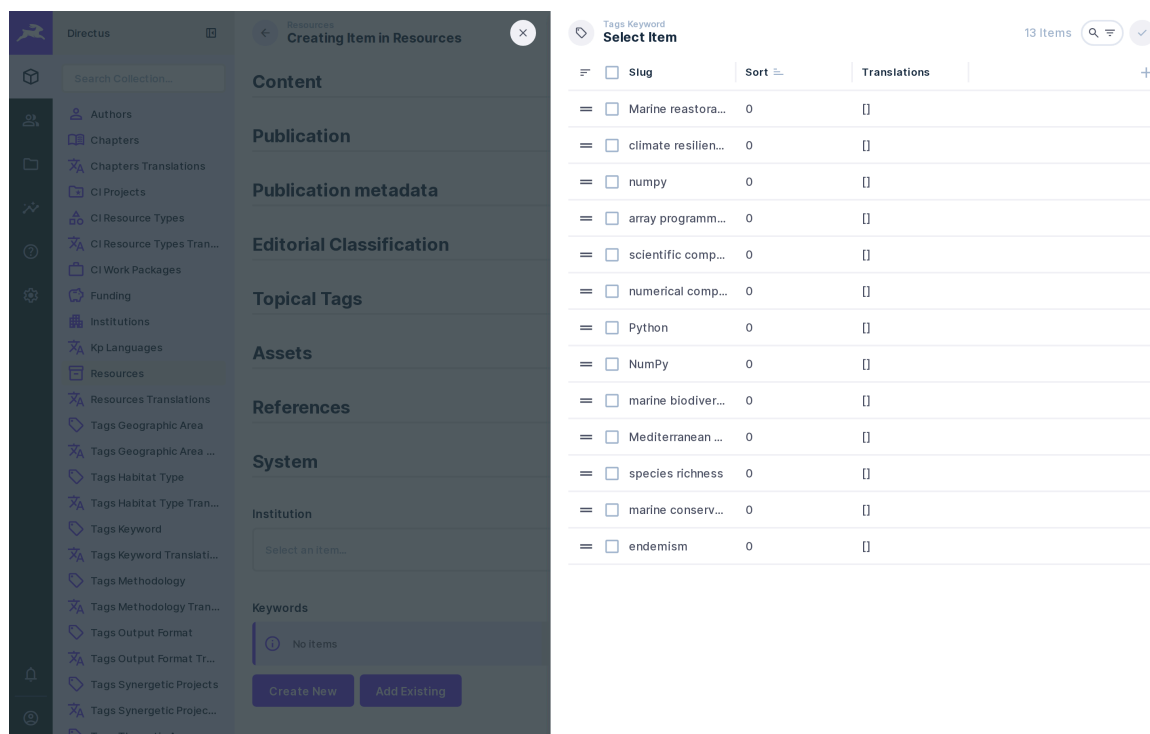 Directus
Search Collection...
Authors
Chapters
Chapters Translations
CI Projects
CI Resource Types
CI Resource Types Tran...
CI Work Packages
Funding
Institutions
Kp Languages
Resources
Resources Translations
Tags Geographic Area
Tags Geographic Area ...
Tags Habitat Type
Tags Habitat Type Tran...
Tags Keyword
Tags Keyword Translati...
Tags Methodology
Tags Methodology Tran...
Tags Output Format
Tags Output Format Tr...
Tags Synergetic Projects
Tags Synergetic Projec...
Resources
Creating Item in Resources
Content
Publication
Publication metadata
Editorial Classification
Topical Tags
Assets
References
System
Institution
Select an item...
Keywords
No items
Create New Add Existing
Tags Keyword
Select Item
13 Items
Slug Sort Translations
Marine reastora... 0 []
climate resilien... 0 []
numpy 0 []
array programm... 0 []
scientific comp... 0 []
numerical comp... 0 []
Python 0 []
NumPy 0 []
marine biodiver... 0 []
Mediterranean ... 0 []
species richness 0 []
marine conserv... 0 []
endemism 0 []